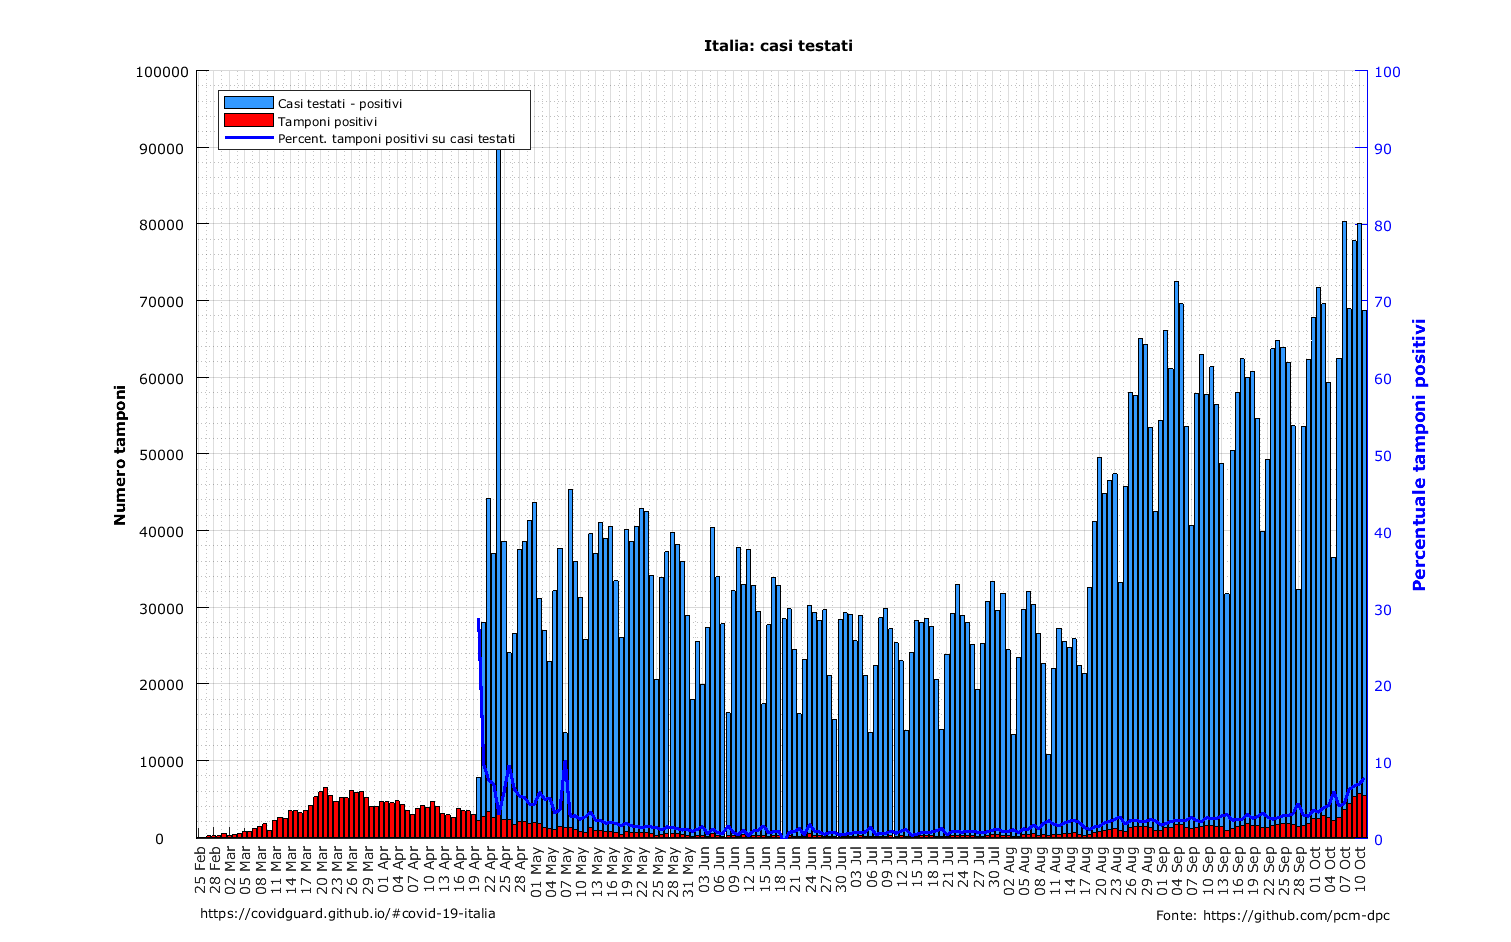 Italia: casi testati
Casi testati - positivi
Tamponi positivi
Percent. tamponi positivi su casi testati
Numero tamponi
100000
90000
80000
70000
60000
50000
40000
30000
20000
10000
0
100
90
80
70
60
50
40
30
20
10
0
Percentuale tamponi positivi
25 Feb
28 Feb
02 Mar
05 Mar
08 Mar
11 Mar
14 Mar
17 Mar
20 Mar
23 Mar
26 Mar
29 Mar
01 Apr
04 Apr
07 Apr
10 Apr
13 Apr
16 Apr
19 Apr
22 Apr
25 Apr
28 Apr
01 May
04 May
07 May
10 May
13 May
16 May
19 May
22 May
25 May
28 May
31 May
03 Jun
06 Jun
09 Jun
12 Jun
15 Jun
18 Jun
21 Jun
24 Jun
27 Jun
30 Jun
03 Jul
06 Jul
09 Jul
12 Jul
15 Jul
18 Jul
21 Jul
24 Jul
27 Jul
30 Jul
02 Aug
05 Aug
08 Aug
11 Aug
14 Aug
17 Aug
20 Aug
23 Aug
26 Aug
29 Aug
01 Sep
04 Sep
07 Sep
10 Sep
13 Sep
16 Sep
19 Sep
22 Sep
25 Sep
28 Sep
01 Oct
04 Oct
07 Oct
10 Oct
https://covidguard.github.io/#covid-19-italia
Fonte: https://github.com/pcm-dpc